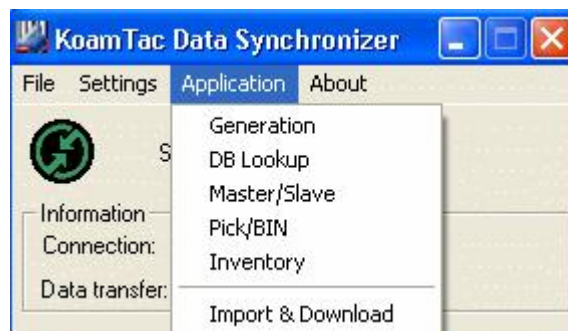 KoamTac Data Synchronizer
File Settings Application About
Generation
S
DB Lookup
Master/Slave
Information
Pick/BIN
Connection:
Inventory
Data transfer:
Import & Download